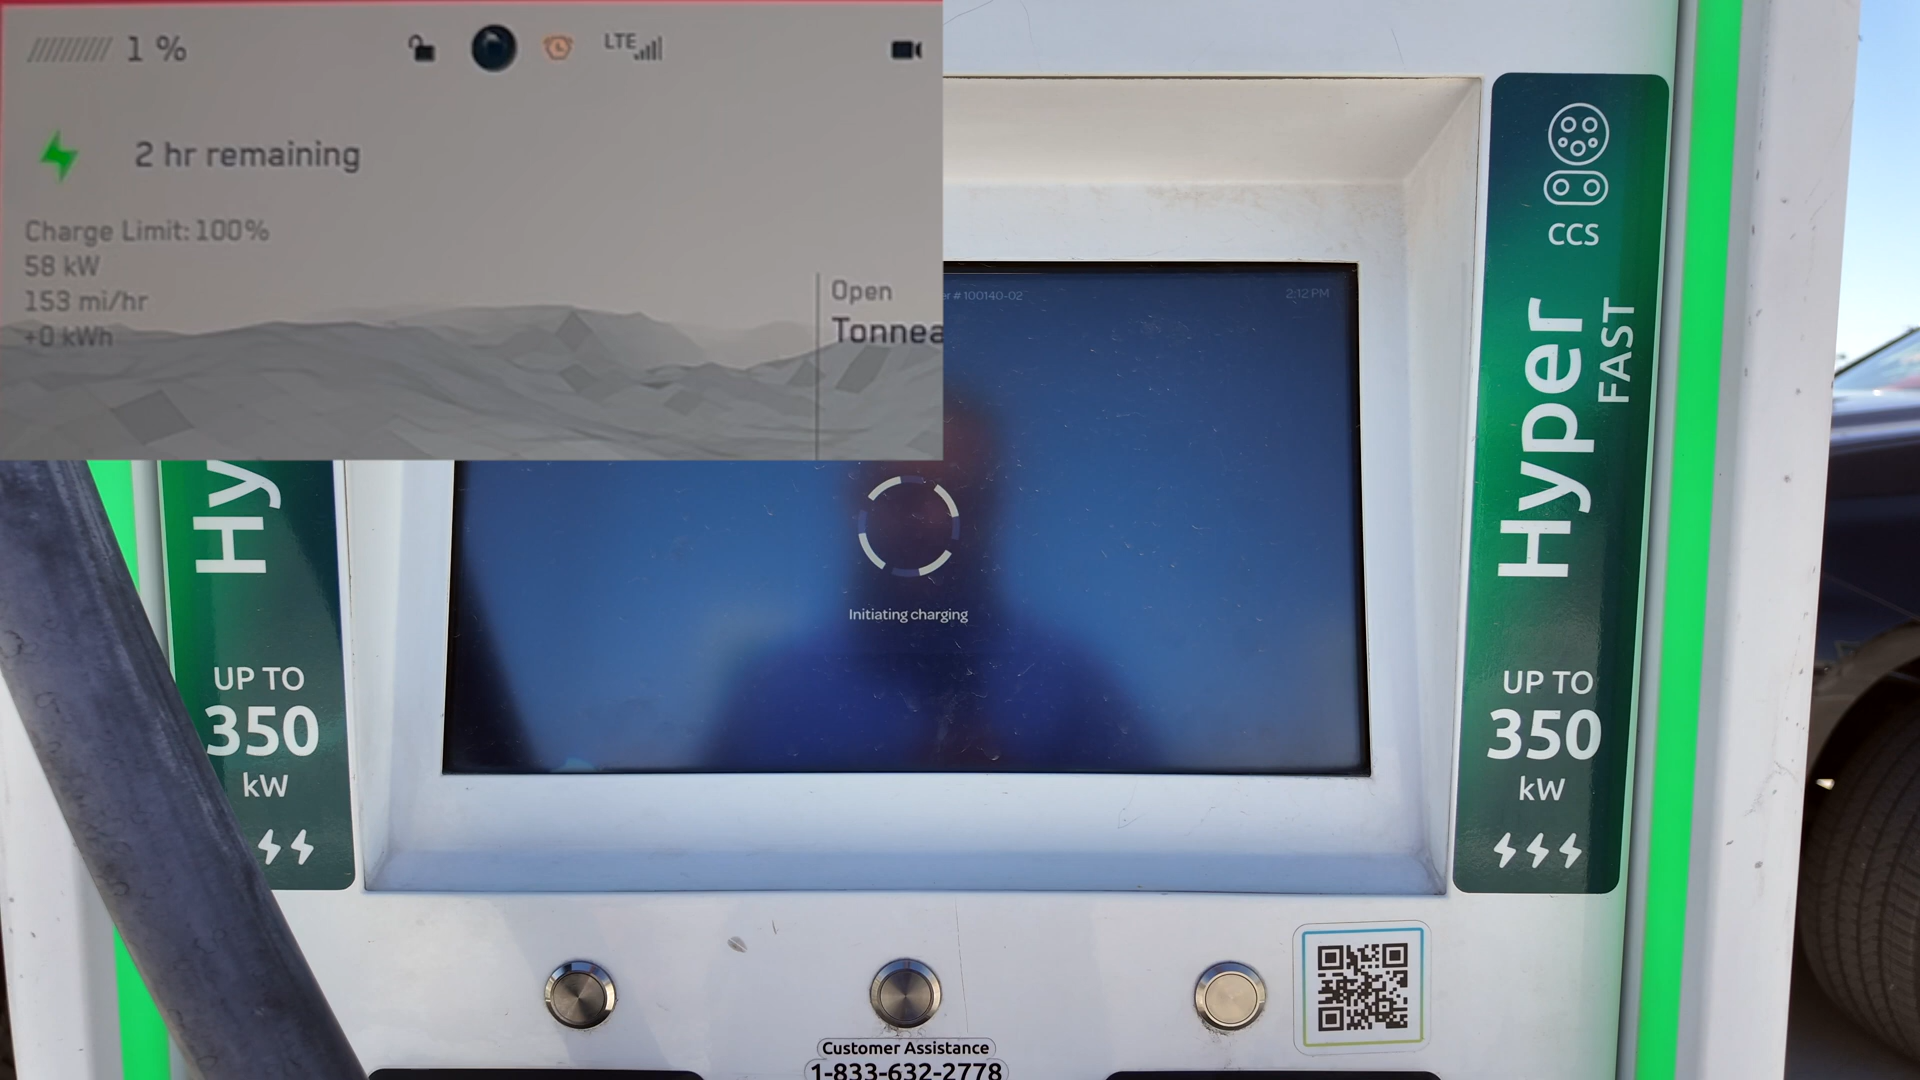 1 %
LTE
2 hr remaining
Charge Limit: 100%
58 kW
153 mi/hr
+0 kWh
Open
Tonnea
# 100140-02
2:12 PM
Initiating charging
Hy
UP TO
350
kW
CCS
Hyper
FAST
UP TO
350
kW
Customer Assistance
1-833-632-2778